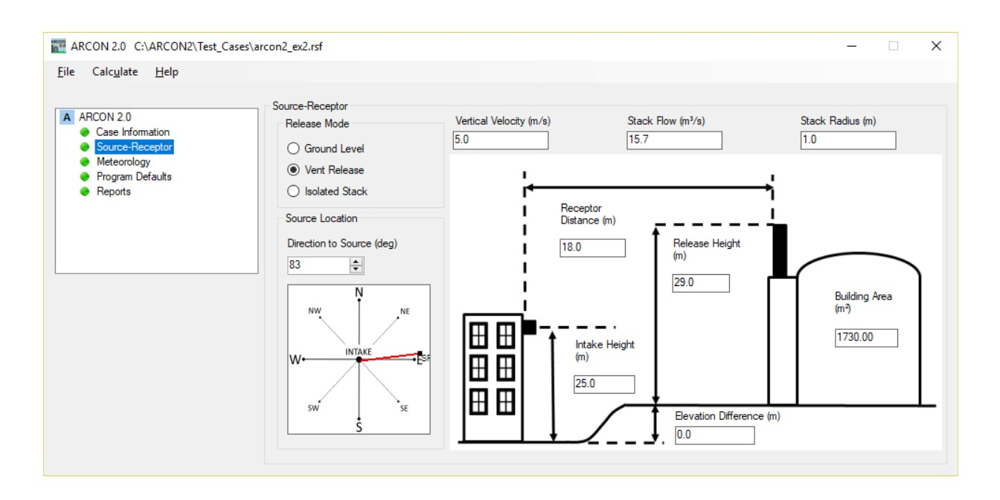 ARCON 2.0 C:\ARCON2\Test_Cases\arcon2_ex2.rsf
File Calculate Help
A ARCON 2.0
Case Information
Source-Receptor
Meteorology
Program Defaults
Reports
Source-Receptor
Release Mode
Ground Level
Vent Release
Isolated Stack
Source Location
Direction to Source (deg)
83
N
NW
NE
INTAKE
W
E
SW
SE
S
Vertical Velocity (m/s)
5.0
Stack Flow (m³/s)
15.7
Stack Radius (m)
1.0
Receptor
Distance (m)
18.0
Release Height
(m)
29.0
Building Area
(m²)
1730.00
Intake Height
(m)
25.0
Elevation Difference (m)
0.0